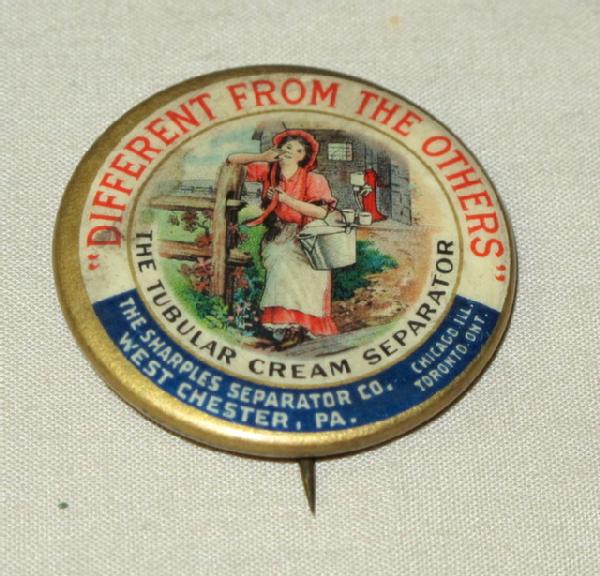 "DIFFERENT FROM THE OTHERS"
THE TUBULAR CREAM SEPARATOR
THE SHARPLES SEPARATOR CO.
WEST CHESTER, PA.
CHICAGO ILL.
TORONTO. ONT.